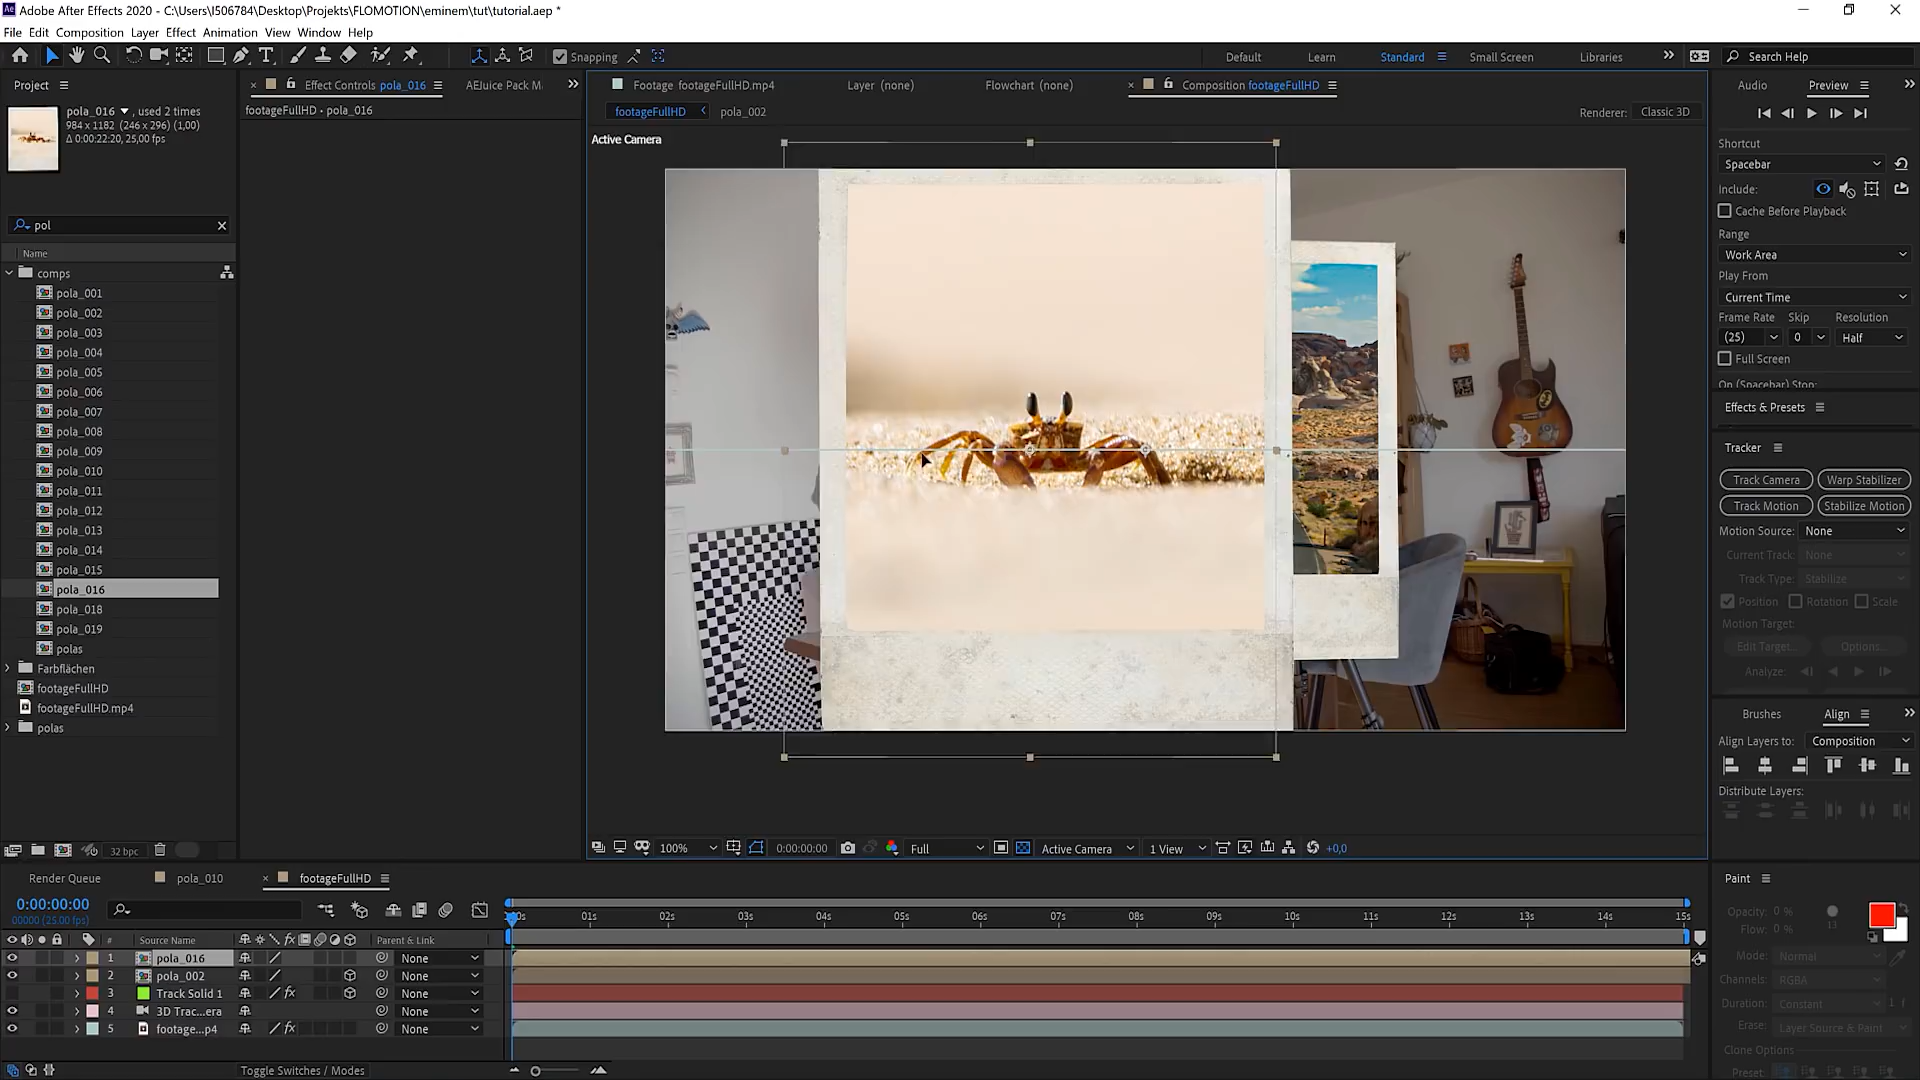 Adobe After Effects 2020 - C:\Users\I506784\Desktop\Projekts\FLOMOTION\eminem\tut\tutorial.aep *
File Edit Composition Layer Effect Animation View Window Help
Snapping
Default Learn Standard Small Screen Libraries Search Help
Project
Effect Controls pola_016
AEJuice Pack M
Footage footageFullHD.mp4
Layer (none)
Flowchart (none)
Composition footageFullHD
Audio Preview
pola_016 , used 2 times
984 x 1182 (246 x 296) (1,00)
Δ 0:00:22:20, 25,00 fps
footageFullHD • pola_016
footageFullHD pola_002
Renderer: Classic 3D
Active Camera
pol
Name
comps
pola_001
pola_002
pola_003
pola_004
pola_005
pola_006
pola_007
pola_008
pola_009
pola_010
pola_011
pola_012
pola_013
pola_014
pola_015
pola_016
pola_018
pola_019
polas
Farbflächen
footageFullHD
footageFullHD.mp4
polas
32 bpc
100% 0:00:00:00 Full Active Camera 1 View +0,0
Shortcut
Spacebar
Include:
Cache Before Playback
Range
Work Area
Play From
Current Time
Frame Rate Skip Resolution
(25) 0 Half
Full Screen
On (Spacebar) Stop:
Effects & Presets
Tracker
Track Camera Warp Stabilizer
Track Motion Stabilize Motion
Motion Source: None
Current Track: None
Track Type: Stabilize
Position Rotation Scale
Motion Target:
Edit Target... Options...
Analyze:
Brushes Align
Align Layers to: Composition
Distribute Layers:
Render Queue pola_010 footageFullHD
0:00:00:00
00000 (25.00 fps)
01s 02s 03s 04s 05s 06s 07s 08s 09s 10s 11s 12s 13s 14s 15s
# Source Name Parent & Link
1 pola_016 None
2 pola_002 None
3 Track Solid 1 None
4 3D Trac...era None
5 footage...p4 None
Toggle Switches / Modes
Paint
Opacity: 0 %
Flow: 0 % 13
Mode: Normal
Channels: RGBA
Duration: Constant 1 f
Erase: Layer Source & Paint
Clone Options
Preset: